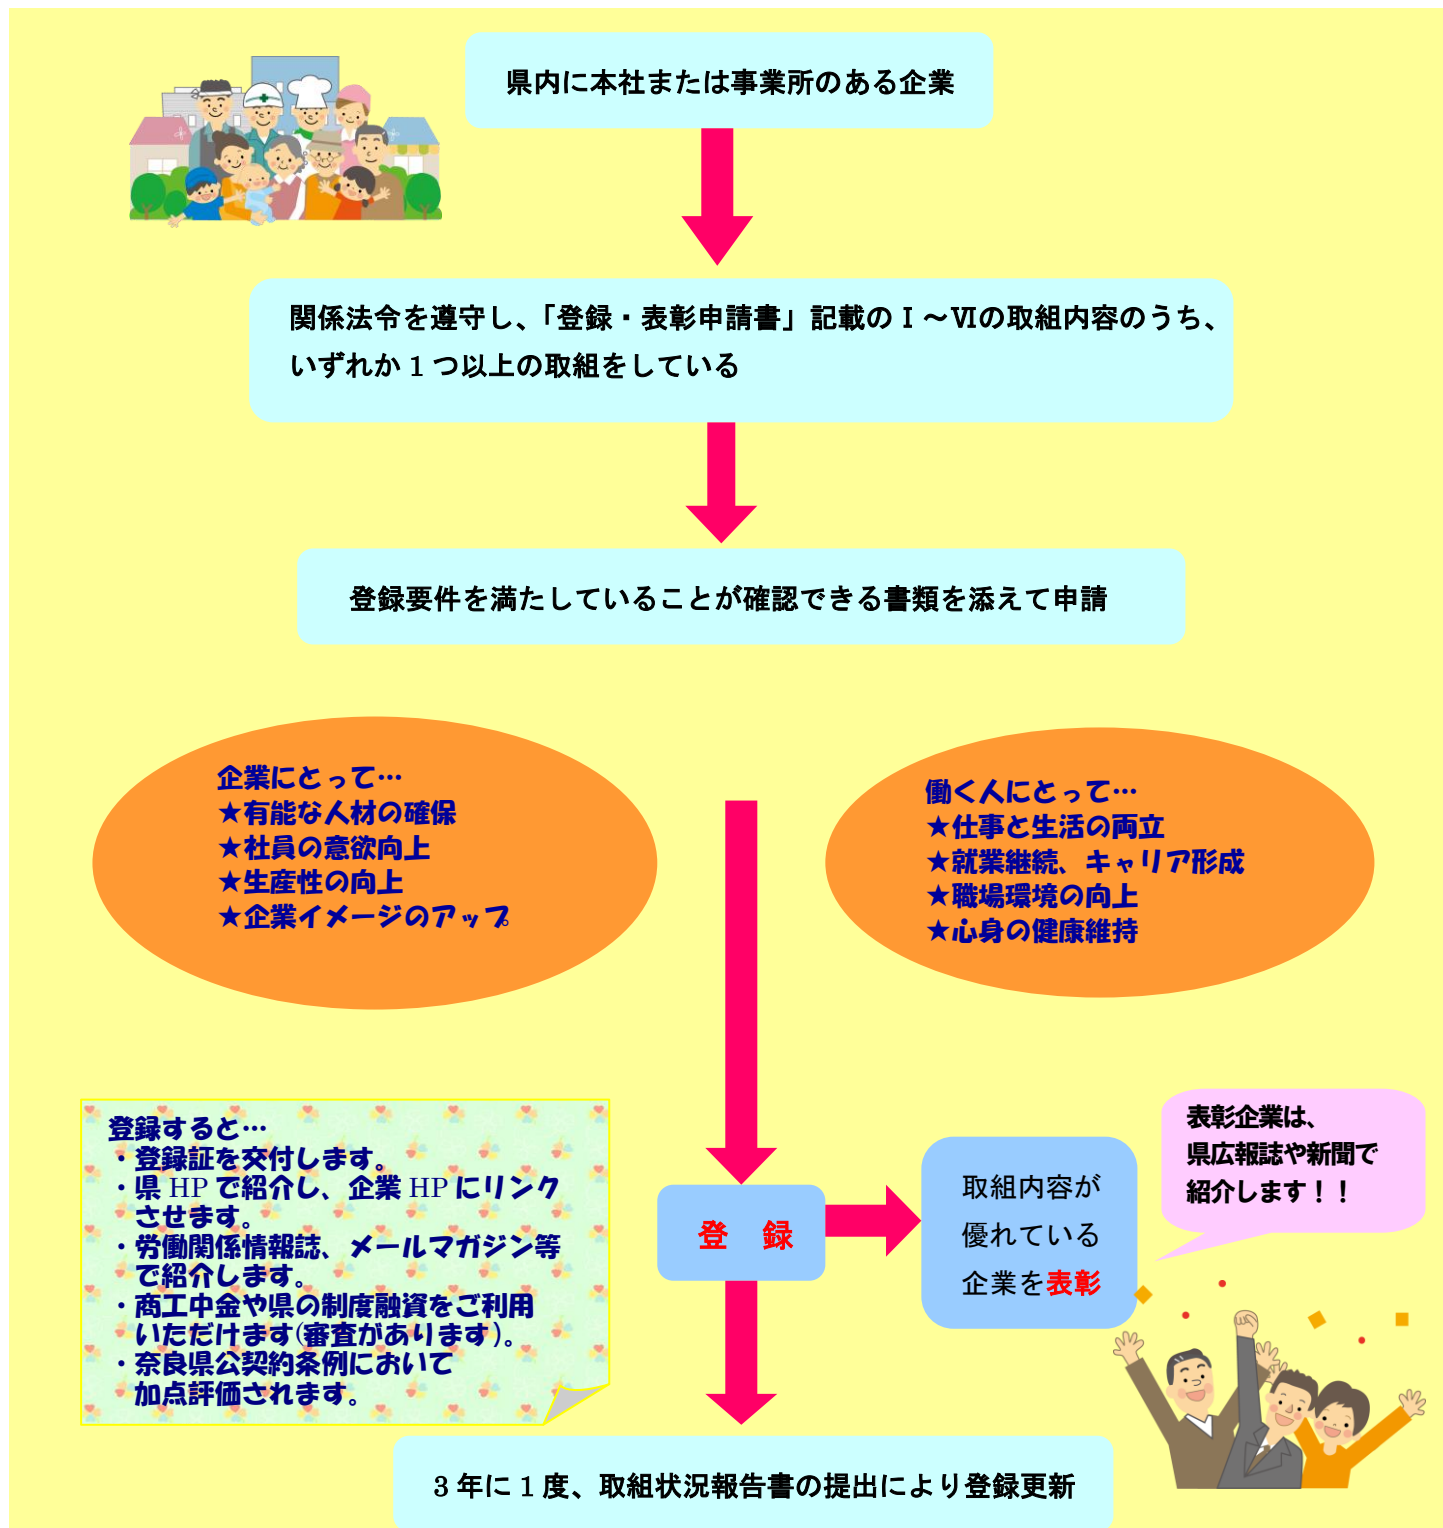 県内に本社または事業所のある企業
関係法令を遵守し、「登録・表彰申請書」記載のⅠ～Ⅵの取組内容のうち、
いずれか１つ以上の取組をしている
登録要件を満たしていることが確認できる書類を添えて申請
企業にとって…
★有能な人材の確保
★社員の意欲向上
★生産性の向上
★企業イメージのアップ
働く人にとって…
★仕事と生活の両立
★就業継続、キャリア形成
★職場環境の向上
★心身の健康維持
登録すると…
・登録証を交付します。
・県 HP で紹介し、企業 HP にリンク
させます。
・労働関係情報誌、メールマガジン等
で紹介します。
・商工中金や県の制度融資をご利用
いただけます(審査があります)。
・奈良県公契約条例において
加点評価されます。
登　録
取組内容が
優れている
企業を表彰
表彰企業は、
県広報誌や新聞で
紹介します！！
３年に１度、取組状況報告書の提出により登録更新